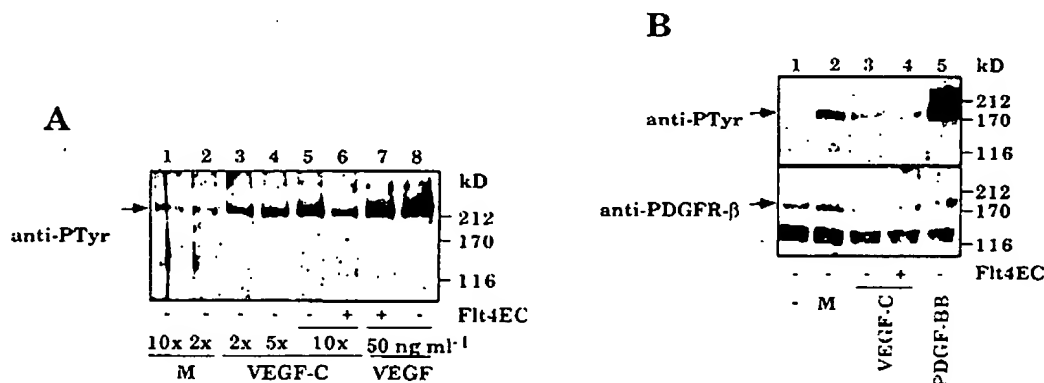 A
1 2 3 4 5 6 7 8
kD
212
anti-PTyr
170
116
- + + - Flt4EC
10x 2x 2x 5x 10x 50 ng ml-1
M VEGF-C VEGF
B
1 2 3 4 5 kD
anti-PTyr
212
170
116
anti-PDGFR-β
212
170
116
- - - + - Flt4EC
- M VEGF-C PDGF-BB